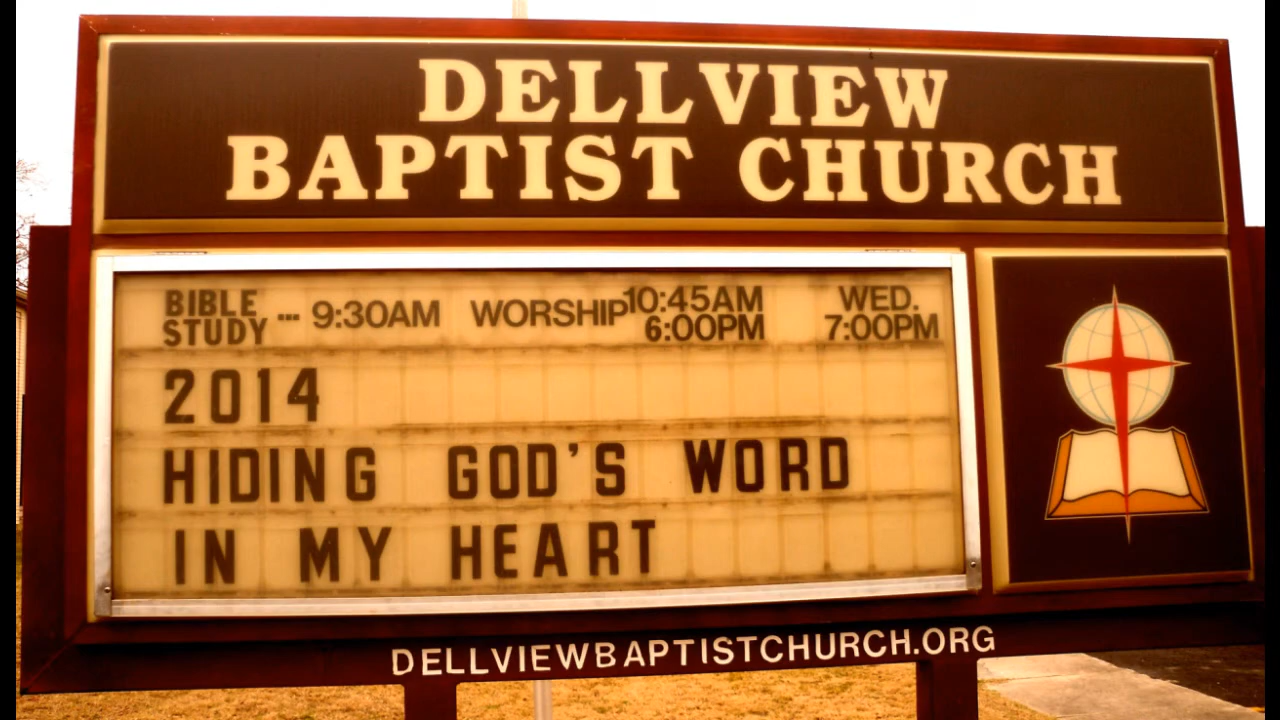 DELLVIEW
BAPTIST CHURCH
BIBLE STUDY ... 9:30AM WORSHIP 10:45AM 6:00PM WED. 7:00PM
2014
HIDING GOD'S WORD
IN MY HEART
DELLVIEWBAPTISTCHURCH.ORG